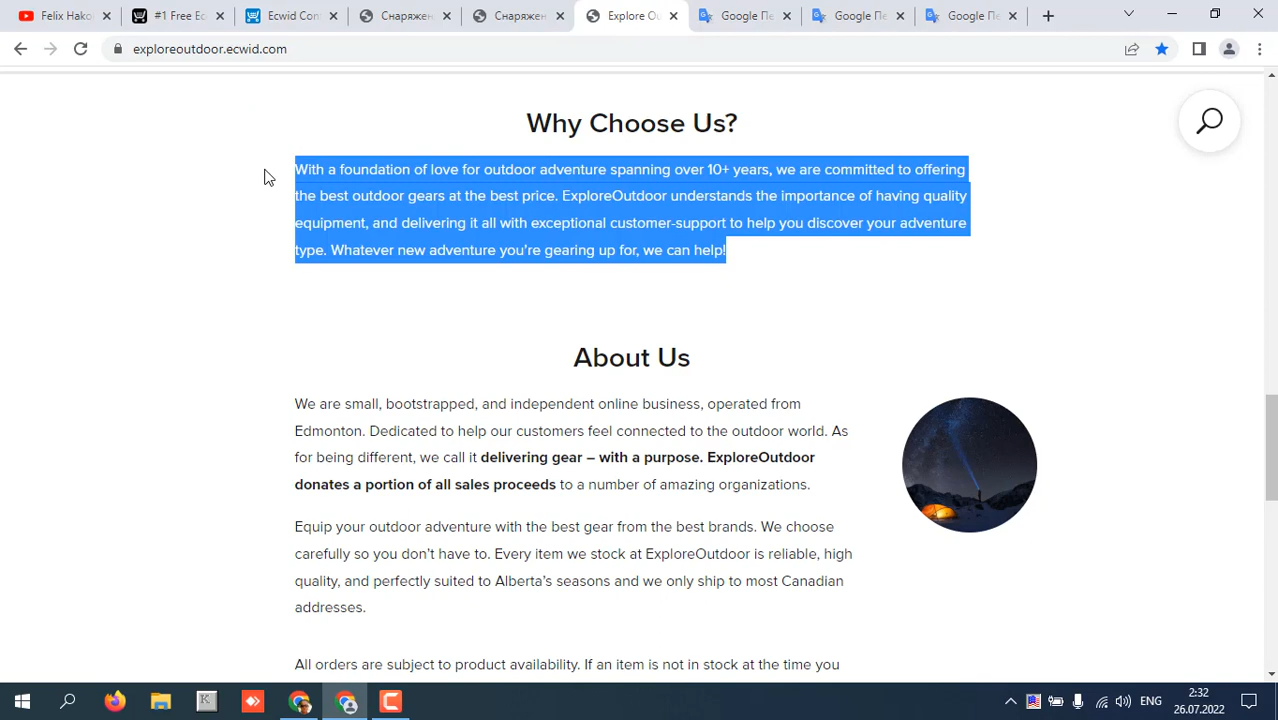 Felix Hako
#1 Free Ec
Ecwid Con
Снаряжен
Снаряжен
Explore Ou
Google Пе
Google Пе
Google Пе
exploreoutdoor.ecwid.com
Why Choose Us?
With a foundation of love for outdoor adventure spanning over 10+ years, we are committed to offering
the best outdoor gears at the best price. ExploreOutdoor understands the importance of having quality
equipment, and delivering it all with exceptional customer-support to help you discover your adventure
type. Whatever new adventure you're gearing up for, we can help!
About Us
We are small, bootstrapped, and independent online business, operated from
Edmonton. Dedicated to help our customers feel connected to the outdoor world. As
for being different, we call it delivering gear – with a purpose. ExploreOutdoor
donates a portion of all sales proceeds to a number of amazing organizations.
Equip your outdoor adventure with the best gear from the best brands. We choose
carefully so you don't have to. Every item we stock at ExploreOutdoor is reliable, high
quality, and perfectly suited to Alberta's seasons and we only ship to most Canadian
addresses.
All orders are subject to product availability. If an item is not in stock at the time you
K
ENG
2:32
26.07.2022